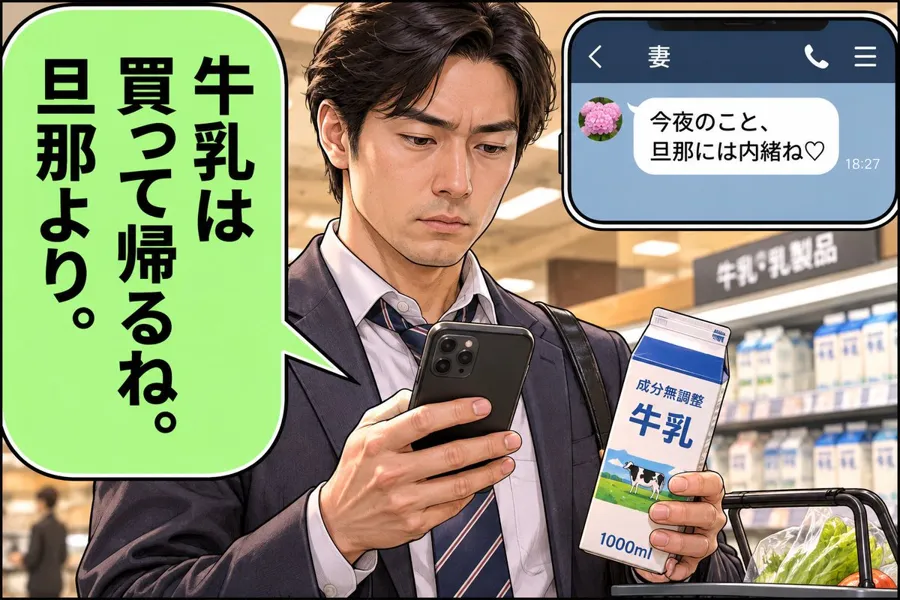 牛乳は
買って帰るね。
旦那より。
妻
今夜のこと、
旦那には内緒ね♡
18:27
牛乳・乳製品
成分無調整
牛乳
1000ml